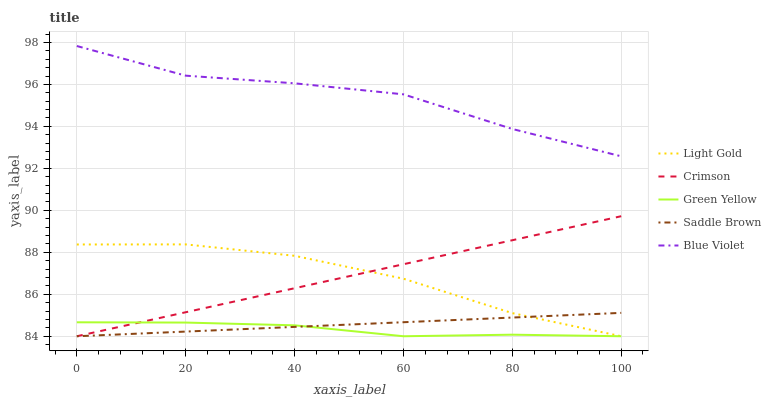 title
yaxis_label
98
96
94
92
90
88
86
84
0 20 40 60 80 100
xaxis_label
Light Gold
Crimson
Green Yellow
Saddle Brown
Blue Violet